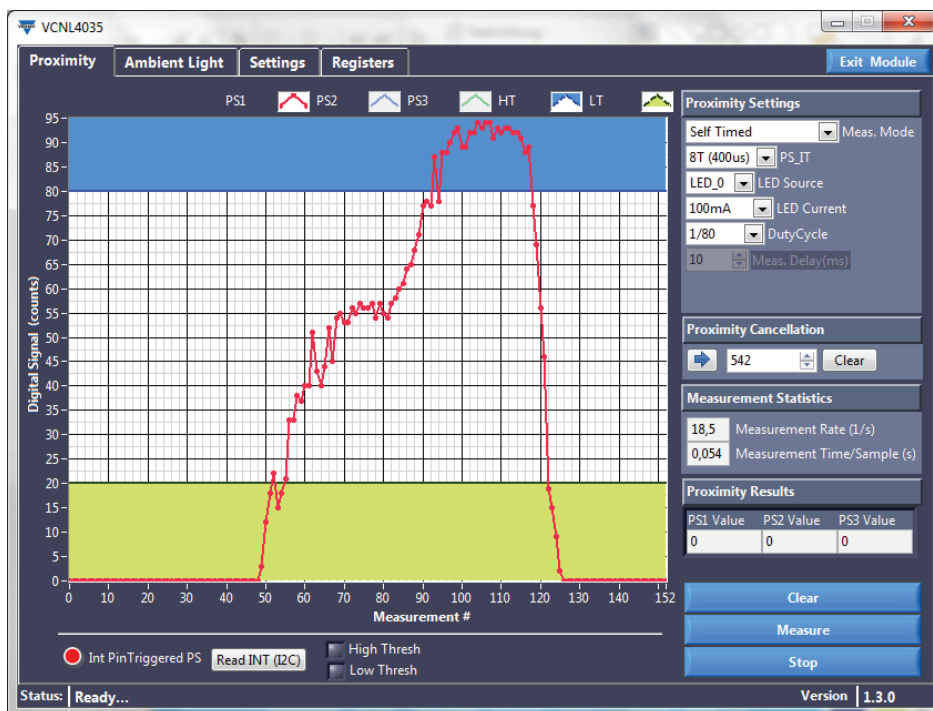 VCNL4035
Proximity
Ambient Light
Settings
Registers
Exit Module
PS1 PS2 PS3 HT LT
95
90
85
80
75
70
65
60
55
50
45
40
35
30
25
20
15
10
5
0
Digital Signal (counts)
0 10 20 30 40 50 60 70 80 90 100 110 120 130 140 152
Measurement #
Int PinTriggered PS
Read INT (I2C)
High Thresh
Low Thresh
Proximity Settings
Self Timed Meas. Mode
8T (400us) PS_IT
LED_0 LED Source
100mA LED Current
1/80 DutyCycle
10 Meas. Delay(ms)
Proximity Cancellation
542 Clear
Measurement Statistics
18,5 Measurement Rate (1/s)
0,054 Measurement Time/Sample (s)
Proximity Results
PS1 Value PS2 Value PS3 Value
0 0 0
Clear
Measure
Stop
Status: Ready...
Version 1.3.0